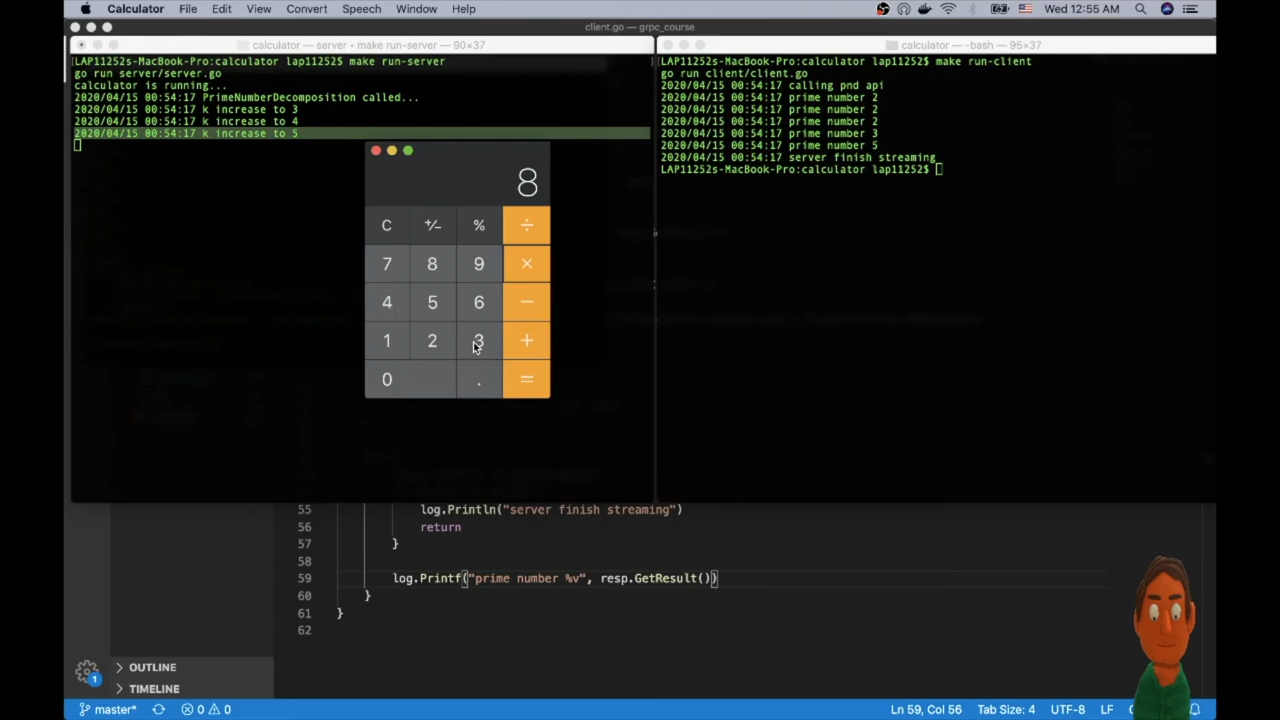 Calculator File Edit View Convert Speech Window Help Wed 12:55 AM
client.go — grpc_course
calculator — server • make run-server — 90×37
LAP11252s-MacBook-Pro:calculator lap11252$ make run-server
go run server/server.go
calculator is running...
2020/04/15 00:54:17 PrimeNumberDecomposition called...
2020/04/15 00:54:17 k increase to 3
2020/04/15 00:54:17 k increase to 4
2020/04/15 00:54:17 k increase to 5
calculator — -bash — 95×37
LAP11252s-MacBook-Pro:calculator lap11252$ make run-client
go run client/client.go
2020/04/15 00:54:17 calling pnd api
2020/04/15 00:54:17 prime number 2
2020/04/15 00:54:17 prime number 2
2020/04/15 00:54:17 prime number 2
2020/04/15 00:54:17 prime number 3
2020/04/15 00:54:17 prime number 5
2020/04/15 00:54:17 server finish streaming
LAP11252s-MacBook-Pro:calculator lap11252$
8
C +/− % ÷
7 8 9 ×
4 5 6 −
1 2 3 +
0 . =
55 log.Println("server finish streaming")
56 return
57 }
58
59 log.Printf("prime number %v", resp.GetResult())
60 }
61 }
62
1
OUTLINE
TIMELINE
master* 0 0 Ln 59, Col 56 Tab Size: 4 UTF-8 LF